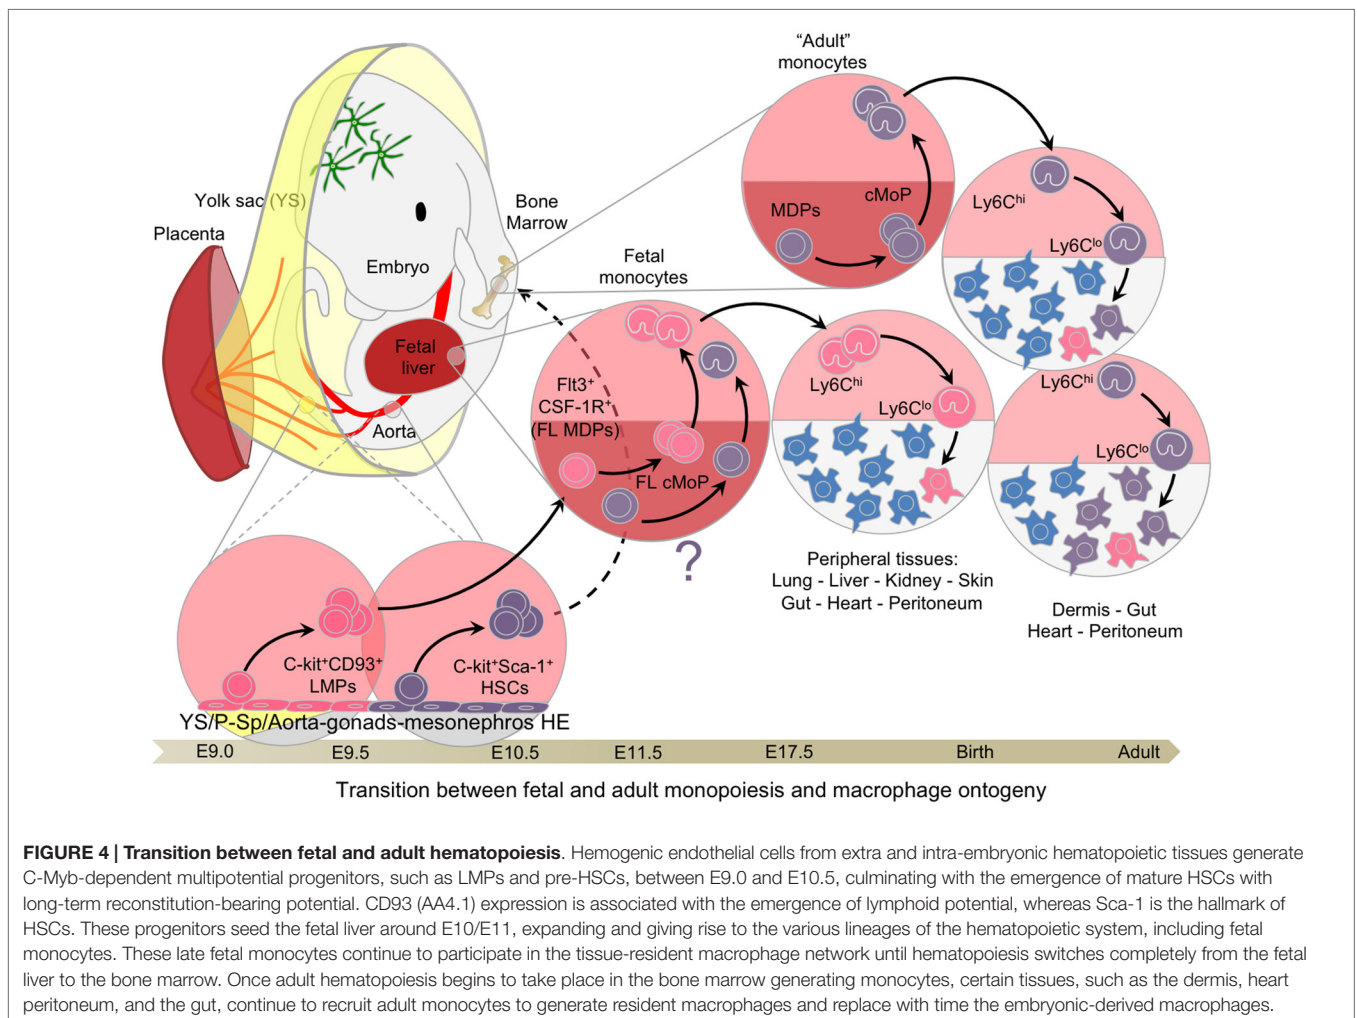 “Adult”
monocytes
Yolk sac (YS)
Placenta
Bone
Marrow
Embryo
Fetal
monocytes
MDPs
cMoP
Ly6Chi
Ly6Clo
Fetal
liver
Aorta
Flt3+
CSF-1R+
(FL MDPs)
FL cMoP
?
Ly6Chi
Ly6Clo
Ly6Chi
Ly6Clo
Peripheral tissues:
Lung - Liver - Kidney - Skin
Gut - Heart - Peritoneum
Dermis - Gut
Heart - Peritoneum
C-kit+CD93+
LMPs
C-kit+Sca-1+
HSCs
YS/P-Sp/Aorta-gonads-mesonephros HE
E9.0 E9.5 E10.5 E11.5 E17.5 Birth Adult
Transition between fetal and adult monopoiesis and macrophage ontogeny
FIGURE 4 | Transition between fetal and adult hematopoiesis. Hemogenic endothelial cells from extra and intra-embryonic hematopoietic tissues generate
C-Myb-dependent multipotential progenitors, such as LMPs and pre-HSCs, between E9.0 and E10.5, culminating with the emergence of mature HSCs with
long-term reconstitution-bearing potential. CD93 (AA4.1) expression is associated with the emergence of lymphoid potential, whereas Sca-1 is the hallmark of
HSCs. These progenitors seed the fetal liver around E10/E11, expanding and giving rise to the various lineages of the hematopoietic system, including fetal
monocytes. These late fetal monocytes continue to participate in the tissue-resident macrophage network until hematopoiesis switches completely from the fetal
liver to the bone marrow. Once adult hematopoiesis begins to take place in the bone marrow generating monocytes, certain tissues, such as the dermis, heart
peritoneum, and the gut, continue to recruit adult monocytes to generate resident macrophages and replace with time the embryonic-derived macrophages.